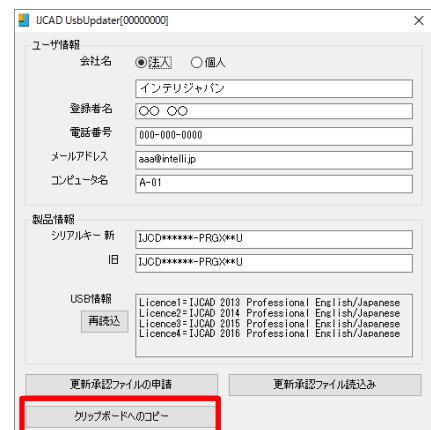 IJCAD UsbUpdater[00000000]
ユーザ情報
会社名 法人 個人
インテリジャパン
登録者名 〇〇 〇〇
電話番号 000-000-0000
メールアドレス aaa@intelli.jp
コンピュータ名 A-01
製品情報
シリアルキー 新 IJCD******-PRGX**U
旧 IJCD******-PRGX**U
USB情報 Licence1=IJCAD 2013 Professional English/Japanese
Licence2=IJCAD 2014 Professional English/Japanese
再読込 Licence3=IJCAD 2015 Professional English/Japanese
Licence4=IJCAD 2016 Professional English/Japanese
更新承認ファイルの申請 更新承認ファイル読込み
クリップボードへのコピー